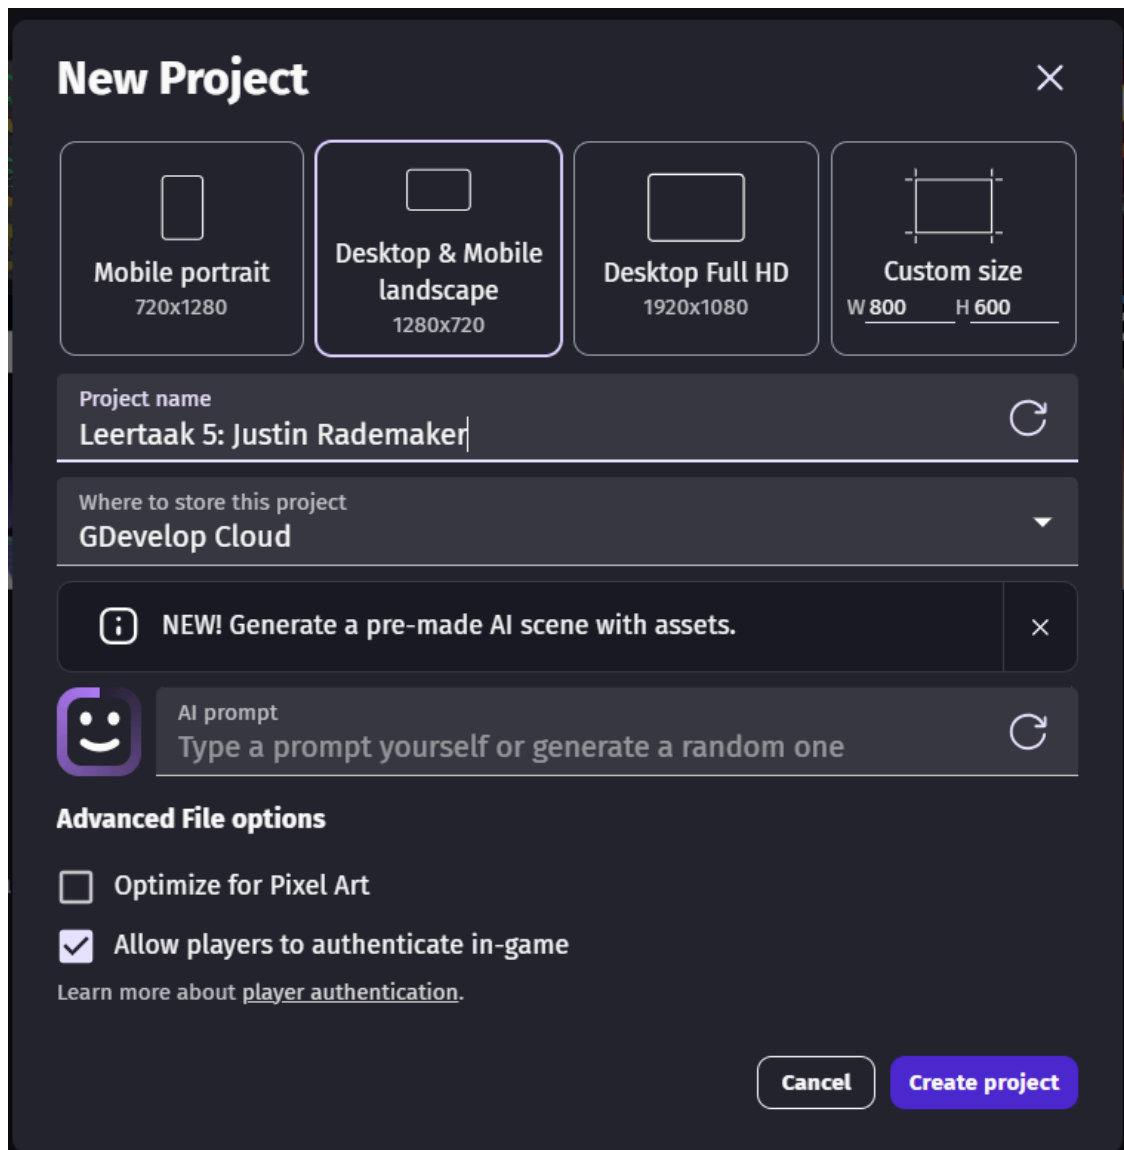 New Project
Mobile portrait
720x1280
Desktop & Mobile
landscape
1280x720
Desktop Full HD
1920x1080
Custom size
W 800 H 600
Project name
Leertaak 5: Justin Rademaker
Where to store this project
GDevelop Cloud
NEW! Generate a pre-made AI scene with assets.
AI prompt
Type a prompt yourself or generate a random one
Advanced File options
Optimize for Pixel Art
Allow players to authenticate in-game
Learn more about player authentication.
Cancel
Create project